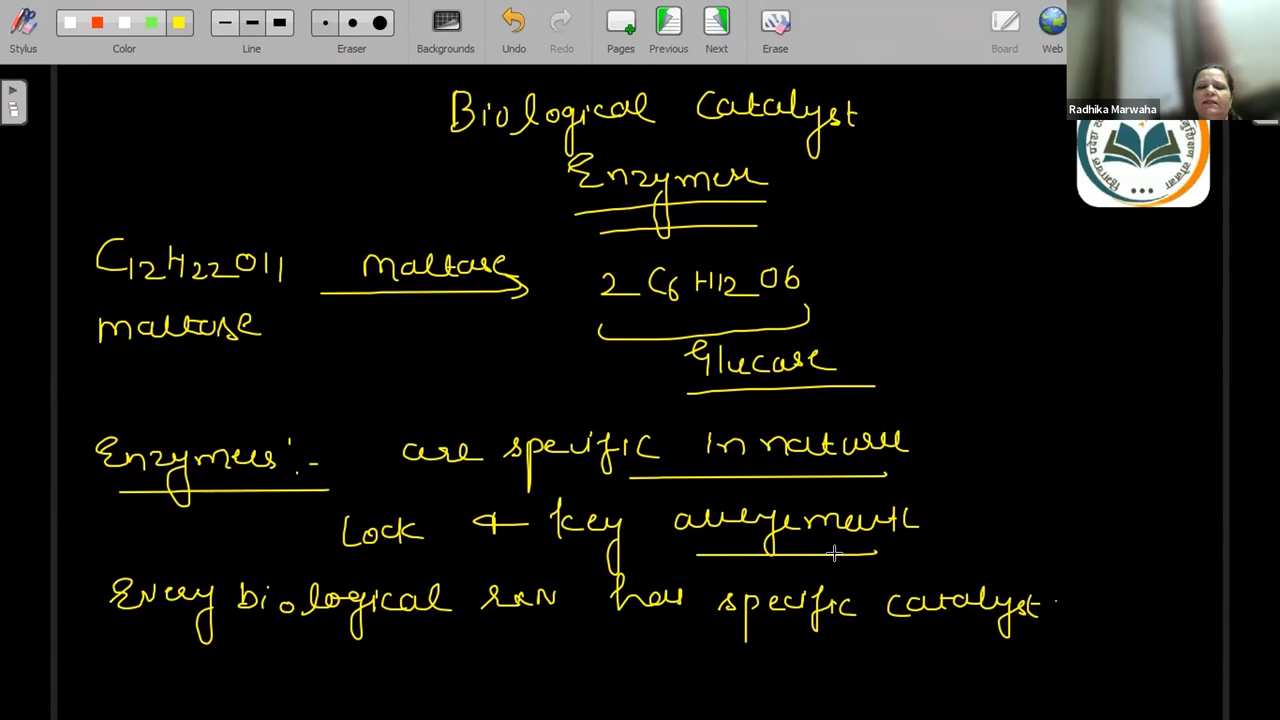 Stylus Color Line Eraser Backgrounds Undo Redo Pages Previous Next Erase Board Web
Radhika Marwaha
Biological Catalyst
Enzymes
C12H22O11 maltase 2 C6H12O6
maltose
Glucose
Enzymes:- are specific in nature
Lock & key arrgement
Every biological rxn has specific catalyst.